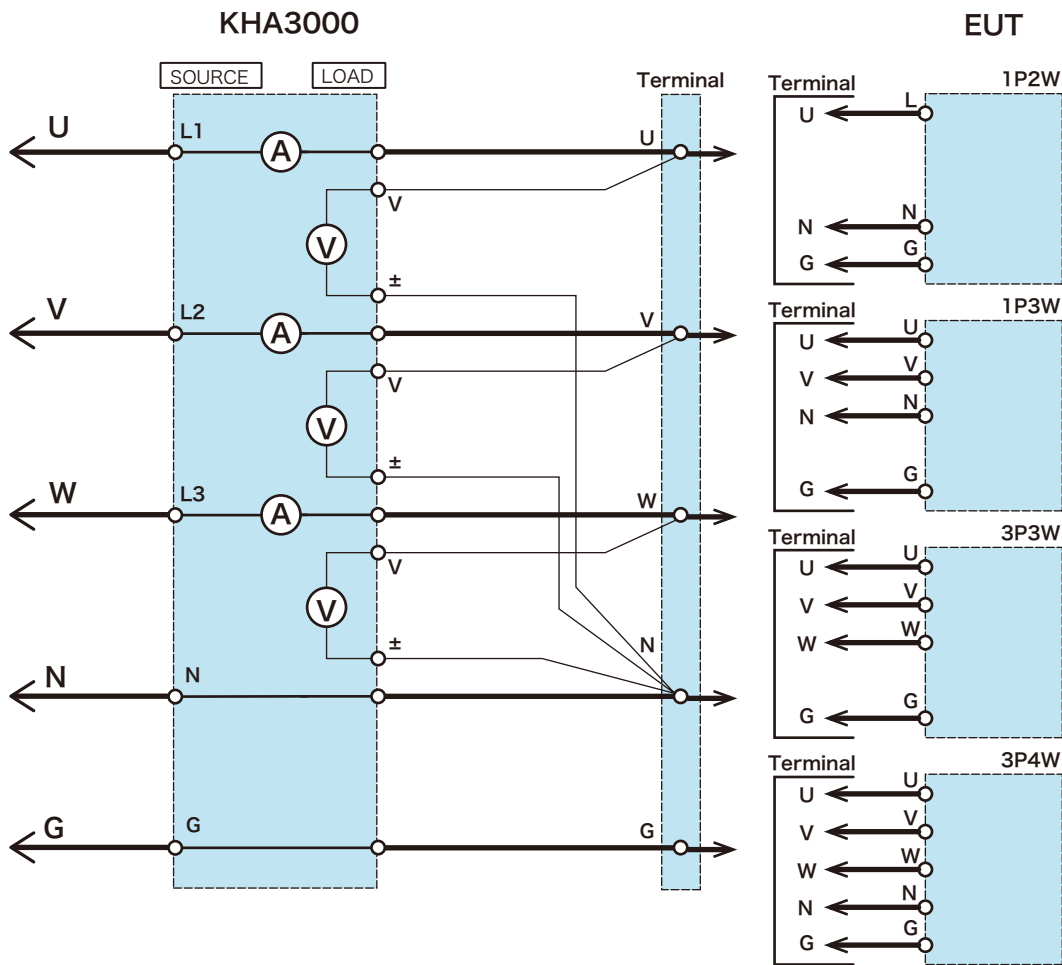 KHA3000
SOURCE
LOAD
Terminal
U
L1
A
U
V
V
±
V
L2
A
V
V
V
±
W
L3
A
W
V
V
±
N
N
N
G
G
G
EUT
Terminal
1P2W
U
L
N
N
G
G
Terminal
1P3W
U
U
V
V
N
N
G
G
Terminal
3P3W
U
U
V
V
W
W
G
G
Terminal
3P4W
U
U
V
V
W
W
N
N
G
G